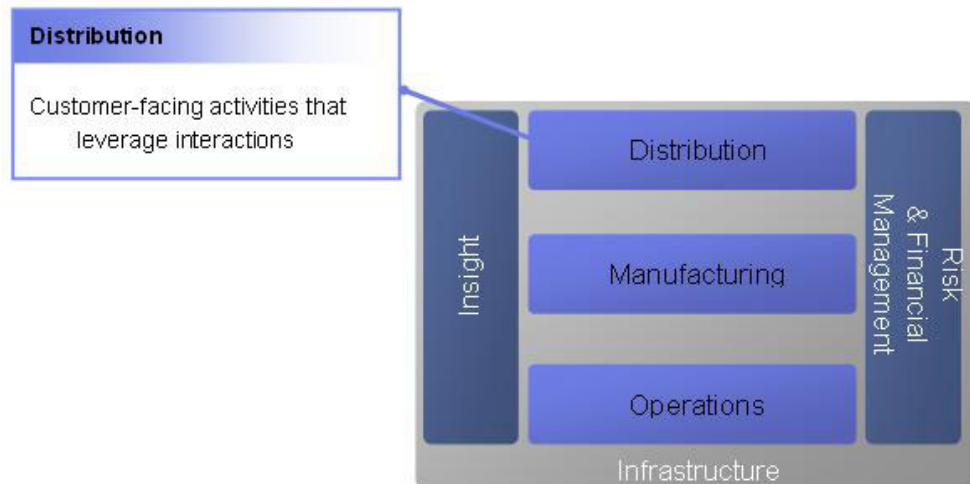 Distribution
Customer-facing activities that
leverage interactions
Distribution
Insight
Manufacturing
Operations
Risk
& Financial
Management
Infrastructure